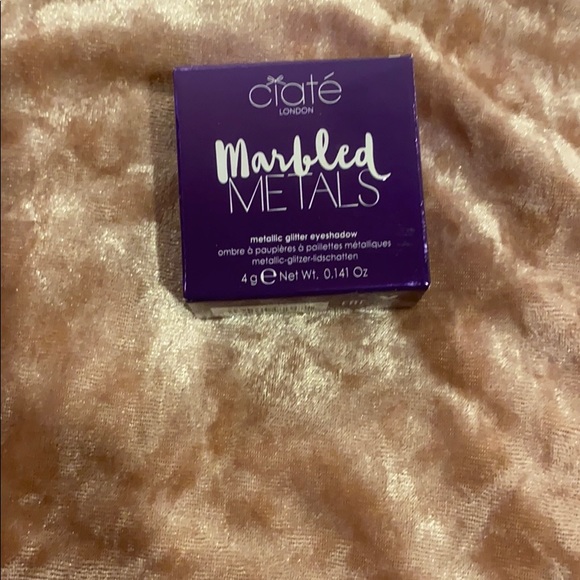 ciaté
LONDON
Marbled
METALS
metallic glitter eyeshadow
ombre à paupières à paillettes métalliques
metallic-glitzer-lidschatten
4 g e Net Wt. 0.141 Oz